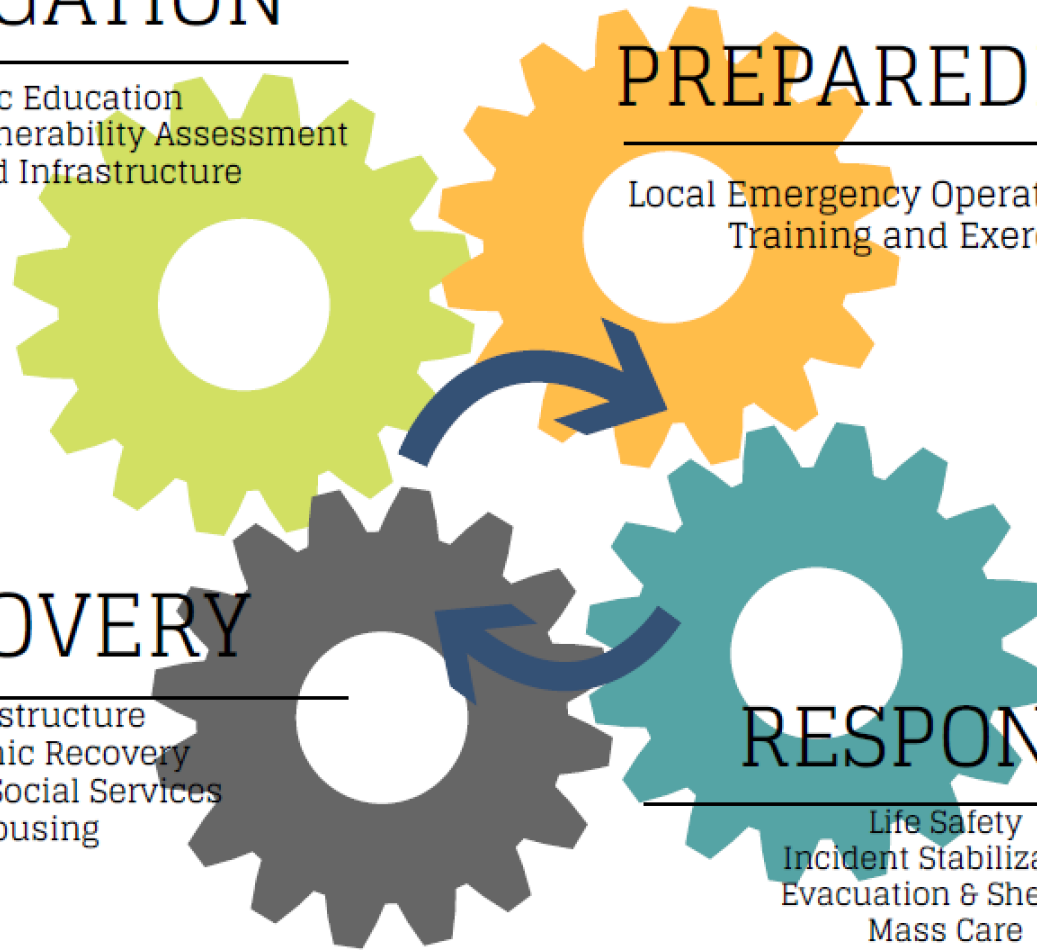 GATION
c Education
nerability Assessment
d Infrastructure
PREPARED
Local Emergency Operat
Training and Exer
OVERY
structure
nic Recovery
Social Services
ousing
RESPON
Life Safety
Incident Stabiliza
Evacuation & She
Mass Care